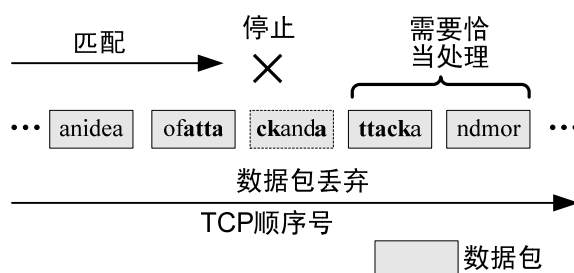 匹配
停止
需要恰
当处理
··· anidea ofatta ckanda ttacka ndmor ···
数据包丢弃
TCP顺序号
数据包